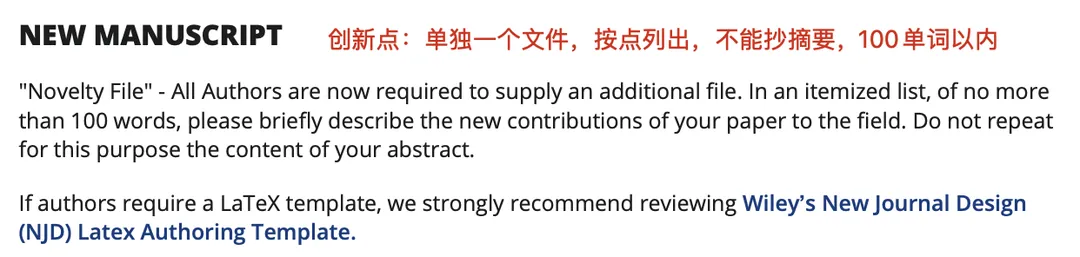 NEW MANUSCRIPT 创新点：单独一个文件，按点列出，不能抄摘要，100单词以内
"Novelty File" - All Authors are now required to supply an additional file. In an itemized list, of no more
than 100 words, please briefly describe the new contributions of your paper to the field. Do not repeat
for this purpose the content of your abstract.
If authors require a LaTeX template, we strongly recommend reviewing Wiley’s New Journal Design
(NJD) Latex Authoring Template.